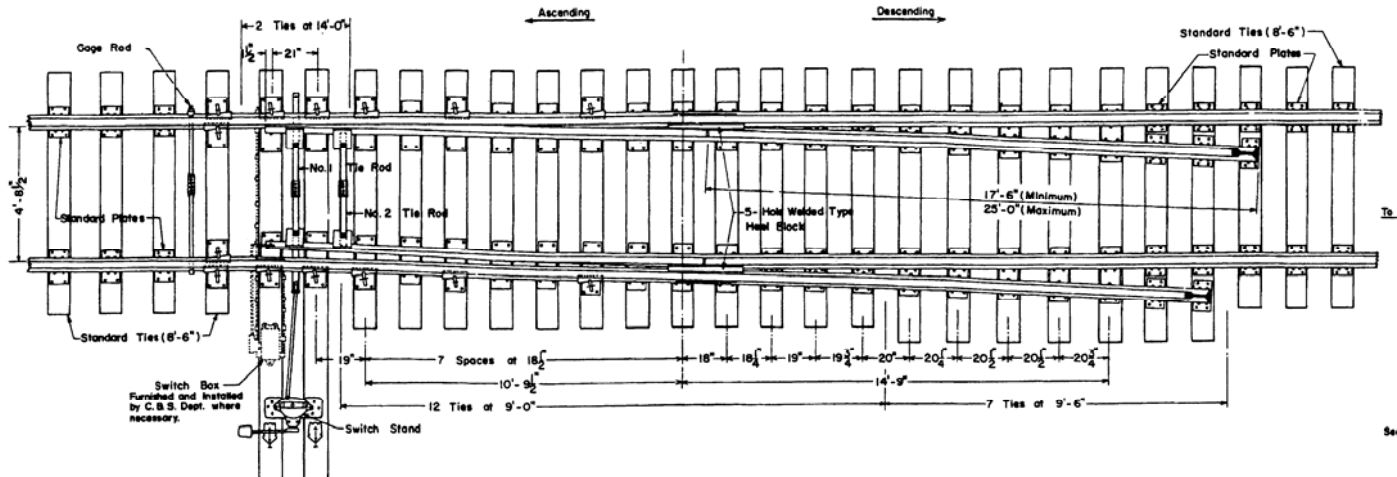 Ascending
Descending
2 Ties at 14'-0"
1½"
21"
Gage Rod
Standard Ties (8'-6")
Standard Plates
4'-8½"
No. 1 Tie Rod
No. 2 Tie Rod
Standard Plates
17'-6" (Minimum)
25'-0" (Maximum)
5-Hole Welded Type
Heel Block
To
Standard Ties (8'-6")
19"
7 Spaces at 18½"
18"
18¼"
19"
19¾"
20"
20¼"
20½"
20½"
20¾"
10'-9½"
14'-9"
Switch Box
Furnished and Installed
by C. & S. Dept. where
necessary.
12 Ties at 9'-0"
7 Ties at 9'-6"
Switch Stand